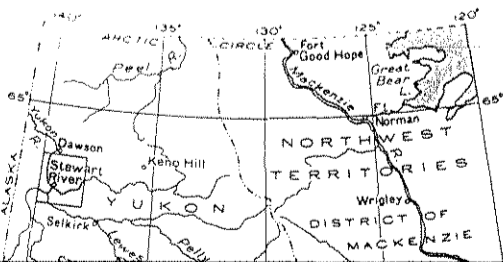 140°
135°
130°
125°
120°
ARCTIC CIRCLE
Peel R.
Fort
Good Hope
Mackenzie
R.
Great
Bear
L.
65°
65°
Ft.
Norman
Yukon
R.
Dawson
Stewart
River
Keno Hill
NORTHWEST
TERRITORIES
ALASKA
YUKON
Wrigley
DISTRICT OF
MACKENZIE
Selkirk
Lewes
Pelly